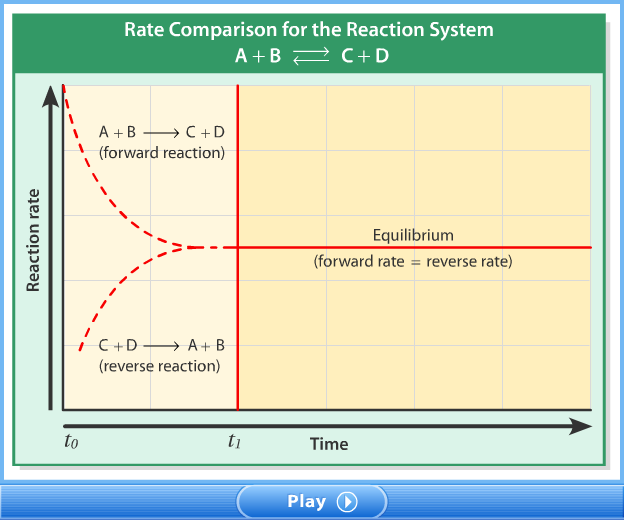 Rate Comparison for the Reaction System
A + B ⇌ C + D
A + B ⟶ C + D
(forward reaction)
Equilibrium
(forward rate = reverse rate)
Reaction rate
C + D ⟶ A + B
(reverse reaction)
t0
t1
Time
Play